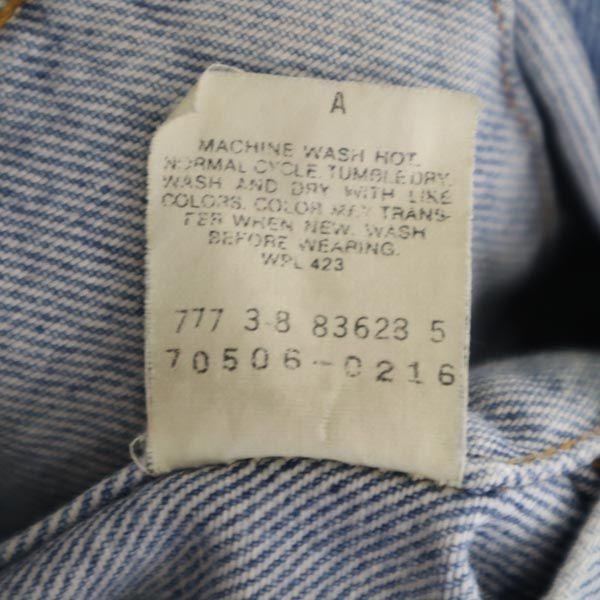 A
MACHINE WASH HOT.
NORMAL CYCLE. TUMBLE DRY.
WASH AND DRY WITH LIKE
COLORS. COLOR MAY TRANS-
FER WHEN NEW. WASH
BEFORE WEARING.
WPL 423
777 3-8 83623 5
70506-0216